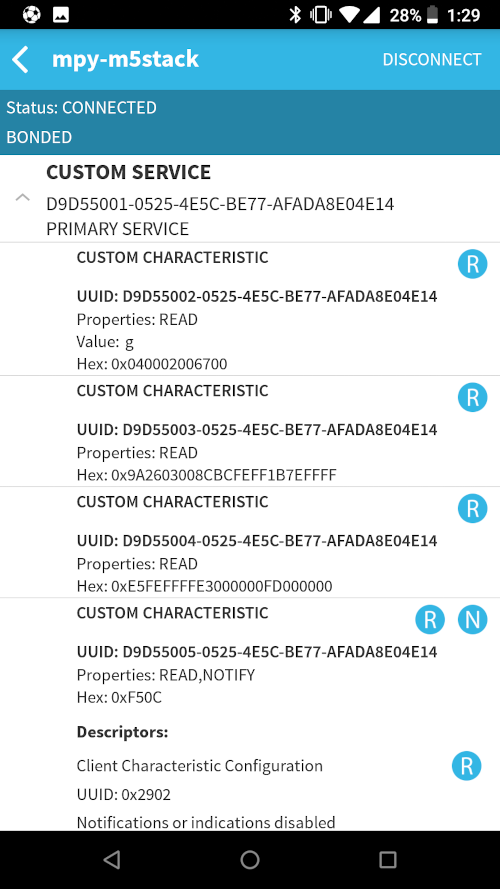 28% 1:29
mpy-m5stack DISCONNECT
Status: CONNECTED
BONDED
CUSTOM SERVICE
D9D55001-0525-4E5C-BE77-AFADA8E04E14
PRIMARY SERVICE
CUSTOM CHARACTERISTIC R
UUID: D9D55002-0525-4E5C-BE77-AFADA8E04E14
Properties: READ
Value: g
Hex: 0x040002006700
CUSTOM CHARACTERISTIC R
UUID: D9D55003-0525-4E5C-BE77-AFADA8E04E14
Properties: READ
Hex: 0x9A2603008CBCFEFF1B7EFFFF
CUSTOM CHARACTERISTIC R
UUID: D9D55004-0525-4E5C-BE77-AFADA8E04E14
Properties: READ
Hex: 0xE5FEFFFFE3000000FD000000
CUSTOM CHARACTERISTIC R N
UUID: D9D55005-0525-4E5C-BE77-AFADA8E04E14
Properties: READ,NOTIFY
Hex: 0xF50C
Descriptors:
Client Characteristic Configuration R
UUID: 0x2902
Notifications or indications disabled